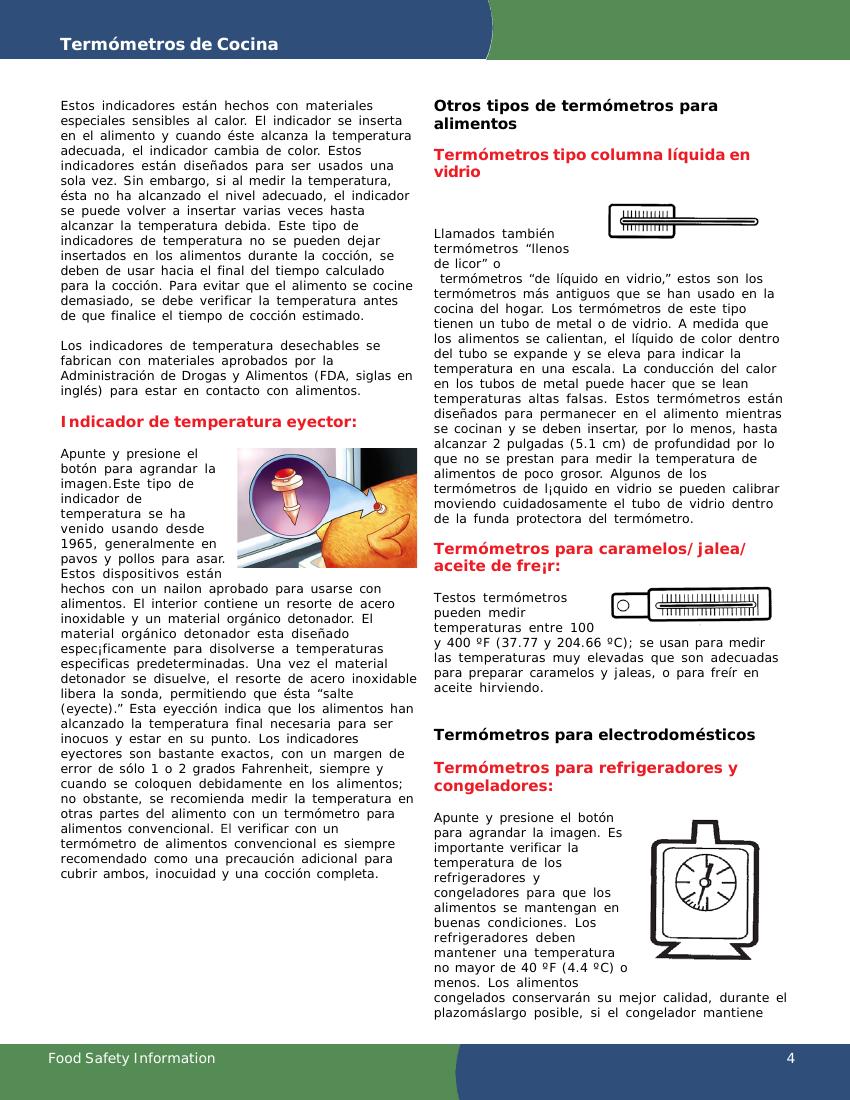 Termómetros de Cocina
Estos indicadores están hechos con materiales
especiales sensibles al calor. El indicador se inserta
en el alimento y cuando éste alcanza la temperatura
adecuada, el indicador cambia de color. Estos
indicadores están diseñados para ser usados una
sola vez. Sin embargo, si al medir la temperatura,
ésta no ha alcanzado el nivel adecuado, el indicador
se puede volver a insertar varias veces hasta
alcanzar la temperatura debida. Este tipo de
indicadores de temperatura no se pueden dejar
insertados en los alimentos durante la cocción, se
deben de usar hacia el final del tiempo calculado
para la cocción. Para evitar que el alimento se cocine
demasiado, se debe verificar la temperatura antes
de que finalice el tiempo de cocción estimado.
Los indicadores de temperatura desechables se
fabrican con materiales aprobados por la
Administración de Drogas y Alimentos (FDA, siglas en
inglés) para estar en contacto con alimentos.
Indicador de temperatura eyector:
Apunte y presione el
botón para agrandar la
imagen.Este tipo de
indicador de
temperatura se ha
venido usando desde
1965, generalmente en
pavos y pollos para asar.
Estos dispositivos están
hechos con un nailon aprobado para usarse con
alimentos. El interior contiene un resorte de acero
inoxidable y un material orgánico detonador. El
material orgánico detonador esta diseñado
espec¡ficamente para disolverse a temperaturas
especificas predeterminadas. Una vez el material
detonador se disuelve, el resorte de acero inoxidable
libera la sonda, permitiendo que ésta “salte
(eyecte).” Esta eyección indica que los alimentos han
alcanzado la temperatura final necesaria para ser
inocuos y estar en su punto. Los indicadores
eyectores son bastante exactos, con un margen de
error de sólo 1 o 2 grados Fahrenheit, siempre y
cuando se coloquen debidamente en los alimentos;
no obstante, se recomienda medir la temperatura en
otras partes del alimento con un termómetro para
alimentos convencional. El verificar con un
termómetro de alimentos convencional es siempre
recomendado como una precaución adicional para
cubrir ambos, inocuidad y una cocción completa.
Otros tipos de termómetros para
alimentos
Termómetros tipo columna líquida en
vidrio
Llamados también
termómetros “llenos
de licor” o
termómetros “de líquido en vidrio,” estos son los
termómetros más antiguos que se han usado en la
cocina del hogar. Los termómetros de este tipo
tienen un tubo de metal o de vidrio. A medida que
los alimentos se calientan, el líquido de color dentro
del tubo se expande y se eleva para indicar la
temperatura en una escala. La conducción del calor
en los tubos de metal puede hacer que se lean
temperaturas altas falsas. Estos termómetros están
diseñados para permanecer en el alimento mientras
se cocinan y se deben insertar, por lo menos, hasta
alcanzar 2 pulgadas (5.1 cm) de profundidad por lo
que no se prestan para medir la temperatura de
alimentos de poco grosor. Algunos de los
termómetros de l¡quido en vidrio se pueden calibrar
moviendo cuidadosamente el tubo de vidrio dentro
de la funda protectora del termómetro.
Termómetros para caramelos/jalea/
aceite de fre¡r:
Testos termómetros
pueden medir
temperaturas entre 100
y 400 ºF (37.77 y 204.66 ºC); se usan para medir
las temperaturas muy elevadas que son adecuadas
para preparar caramelos y jaleas, o para freír en
aceite hirviendo.
Termómetros para electrodomésticos
Termómetros para refrigeradores y
congeladores:
Apunte y presione el botón
para agrandar la imagen. Es
importante verificar la
temperatura de los
refrigeradores y
congeladores para que los
alimentos se mantengan en
buenas condiciones. Los
refrigeradores deben
mantener una temperatura
no mayor de 40 ºF (4.4 ºC) o
menos. Los alimentos
congelados conservarán su mejor calidad, durante el
plazomáslargo posible, si el congelador mantiene
Food Safety Information
4